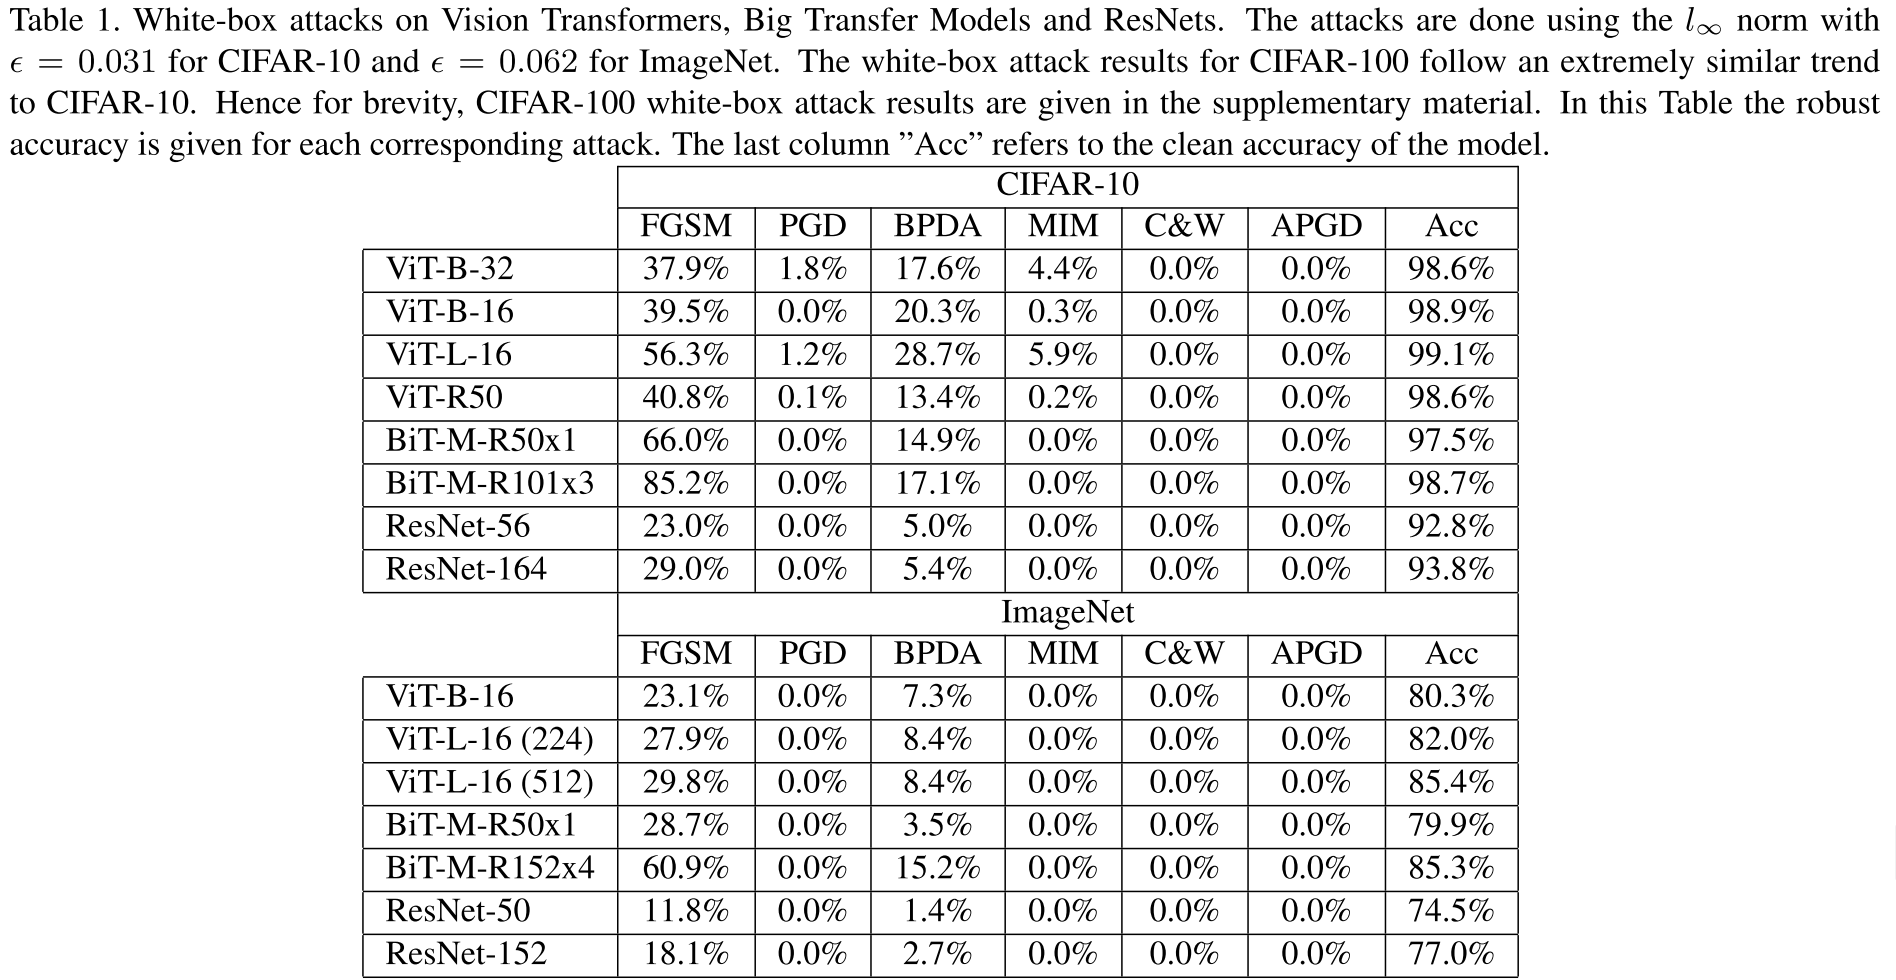 Table 1. White-box attacks on Vision Transformers, Big Transfer Models and ResNets. The attacks are done using the l∞ norm with
ϵ = 0.031 for CIFAR-10 and ϵ = 0.062 for ImageNet. The white-box attack results for CIFAR-100 follow an extremely similar trend
to CIFAR-10. Hence for brevity, CIFAR-100 white-box attack results are given in the supplementary material. In this Table the robust
accuracy is given for each corresponding attack. The last column ”Acc” refers to the clean accuracy of the model.
CIFAR-10
FGSM PGD BPDA MIM C&W APGD Acc
ViT-B-32 37.9% 1.8% 17.6% 4.4% 0.0% 0.0% 98.6%
ViT-B-16 39.5% 0.0% 20.3% 0.3% 0.0% 0.0% 98.9%
ViT-L-16 56.3% 1.2% 28.7% 5.9% 0.0% 0.0% 99.1%
ViT-R50 40.8% 0.1% 13.4% 0.2% 0.0% 0.0% 98.6%
BiT-M-R50x1 66.0% 0.0% 14.9% 0.0% 0.0% 0.0% 97.5%
BiT-M-R101x3 85.2% 0.0% 17.1% 0.0% 0.0% 0.0% 98.7%
ResNet-56 23.0% 0.0% 5.0% 0.0% 0.0% 0.0% 92.8%
ResNet-164 29.0% 0.0% 5.4% 0.0% 0.0% 0.0% 93.8%
ImageNet
FGSM PGD BPDA MIM C&W APGD Acc
ViT-B-16 23.1% 0.0% 7.3% 0.0% 0.0% 0.0% 80.3%
ViT-L-16 (224) 27.9% 0.0% 8.4% 0.0% 0.0% 0.0% 82.0%
ViT-L-16 (512) 29.8% 0.0% 8.4% 0.0% 0.0% 0.0% 85.4%
BiT-M-R50x1 28.7% 0.0% 3.5% 0.0% 0.0% 0.0% 79.9%
BiT-M-R152x4 60.9% 0.0% 15.2% 0.0% 0.0% 0.0% 85.3%
ResNet-50 11.8% 0.0% 1.4% 0.0% 0.0% 0.0% 74.5%
ResNet-152 18.1% 0.0% 2.7% 0.0% 0.0% 0.0% 77.0%